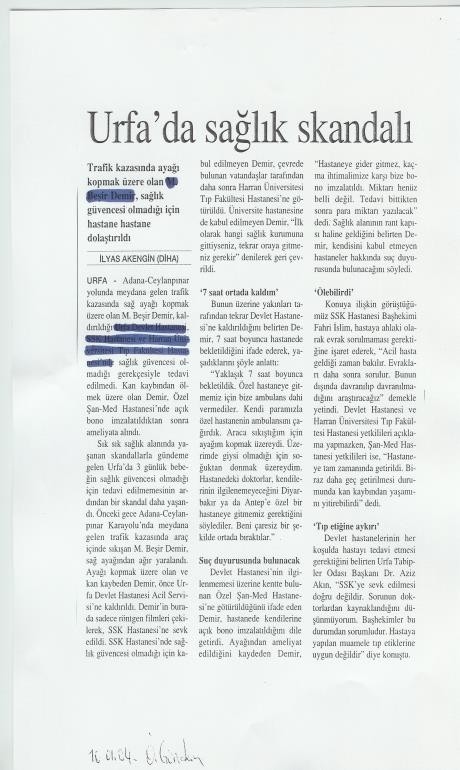 Urfa'da sağlık skandalı
Trafik kazasında ayağı
kopmak üzere olan M.
Beşir Demir, sağlık
güvencesi olmadığı için
hastane hastane
dolaştırıldı
İLYAS AKENGİN (DİHA)
URFA - Adana-Ceylanpınar
yolunda meydana gelen trafik
kazasında sağ ayağı kopmak
üzere olan M. Beşir Demir, kal-
dırıldığı Urfa Devlet Hastanesi,
SSK Hastanesi ve Harran Üni-
versitesi Tıp Fakültesi Hasta-
nesi'nde sağlık güvencesi ol-
madığı gerekçesiyle tedavi
edilmedi. Kan kaybından öl-
mek üzere olan Demir, Özel
Şan-Med Hastanesi'nde açık
bono imzalatıldıktan sonra
ameliyata alındı.
Sık sık sağlık alanında ya-
şanan skandallarla gündeme
gelen Urfa'da 3 günlük bebe-
ğin sağlık güvencesi olmadığı
için tedavi edilmemesinin ar-
dından bir skandal daha yaşan-
dı. Önceki gece Adana-Ceylan-
pınar Karayolu'nda meydana
gelen trafik kazasında araç
içinde sıkışan M. Beşir Demir,
sağ ayağından ağır yaralandı.
Ayağı kopmak üzere olan ve
kan kaybeden Demir, önce Ur-
fa Devlet Hastanesi Acil Servi-
si'ne kaldırıldı. Demir'in bura-
da sadece röntgen filmleri çeki-
lerek, SSK Hastanesi'ne sevk
edildi. SSK Hastanesi'nde sağ-
lık güvencesi olmadığı için ka-
bul edilmeyen Demir, çevrede
bulunan vatandaşlar tarafından
daha sonra Harran Üniversitesi
Tıp Fakültesi Hastanesi'ne gö-
türüldü. Üniversite hastanesine
de kabul edilmeyen Demir, "İlk
olarak hangi sağlık kurumuna
gittiyseniz, tekrar oraya gitme-
niz gerekir" denilerek geri çev-
rildi.
'7 saat ortada kaldım'
Bunun üzerine yakınları ta-
rafından tekrar Devlet Hastane-
si'ne kaldırıldığını belirten De-
mir, 7 saat boyunca hastanede
bekletildiğini ifade ederek, ya-
şadıklarını şöyle anlattı:
"Yaklaşık 7 saat boyunca
bekletildik. Özel hastaneye git-
memiz için bize ambulans dahi
vermediler. Kendi paramızla
özel hastanenin ambulansını ça-
ğırdık. Araca sıkıştığım için
ayağım kopmak üzereydi. Üze-
rimde giysi olmadığı için so-
ğuktan donmak üzereydim.
Hastanedeki doktorlar, kendile-
rinin ilgilenemeyeceğini Diyar-
bakır ya da Antep'e özel bir
hastaneye gitmemiz gerektiğini
söylediler. Beni çaresiz bir şe-
kilde ortada bıraktılar."
Suç duyurusunda bulunacak
Devlet Hastanesi'nin ilgi-
lenmemesi üzerine kentte bulu-
nan Özel Şan-Med Hastane-
si'ne götürüldüğünü ifade eden
Demir, hastanede kendilerine
açık bono imzalatıldığını dile
getirdi. Ayağından ameliyat
edildiğini kaydeden Demir,
"Hastaneye gider gitmez, kaç-
ma ihtimalimize karşı bize bo-
no imzalatıldı. Miktarı henüz
belli değil. Tedavi bittikten
sonra para miktarı yazılacak"
dedi. Sağlık alanının rant kapı-
sı haline geldiğini belirten De-
mir, kendisini kabul etmeyen
hastaneler hakkında suç duyu-
rusunda bulunacağını söyledi.
'Ölebilirdi'
Konuya ilişkin görüştüğü-
müz SSK Hastanesi Başhekimi
Fahri İslim, hastaya ahlaki ola-
rak evrak sorulmaması gerekti-
ğine işaret ederek, "Acil hasta
geldiği zaman bakılır. Evrakla-
rı daha sonra sorulur. Bunun
dışında davranılıp davranılma-
dığını araştıracağız" demekle
yetindi. Devlet Hastanesi ve
Harran Üniversitesi Tıp Fakül-
tesi Hastanesi yetkilileri açıkla-
ma yapmazken, Şan-Med Has-
tanesi yetkilileri ise, "Hastane-
ye tam zamanında getirildi. Bi-
raz daha geç getirilmesi duru-
munda kan kaybından yaşamı-
nı yitirebilirdi" dedi.
'Tıp etiğine aykırı'
Devlet hastanelerinin her
koşulda hastayı tedavi etmesi
gerektiğini belirten Urfa Tabip-
ler Odası Başkanı Dr. Aziz
Akın, "SSK'ye sevk edilmesi
doğru değildir. Sorunun dok-
torlardan kaynaklandığını dü-
şünmüyorum. Başhekimler bu
durumdan sorumludur. Hastaya
yapılan muamele tıp etiklerine
uygun değildir" diye konuştu.